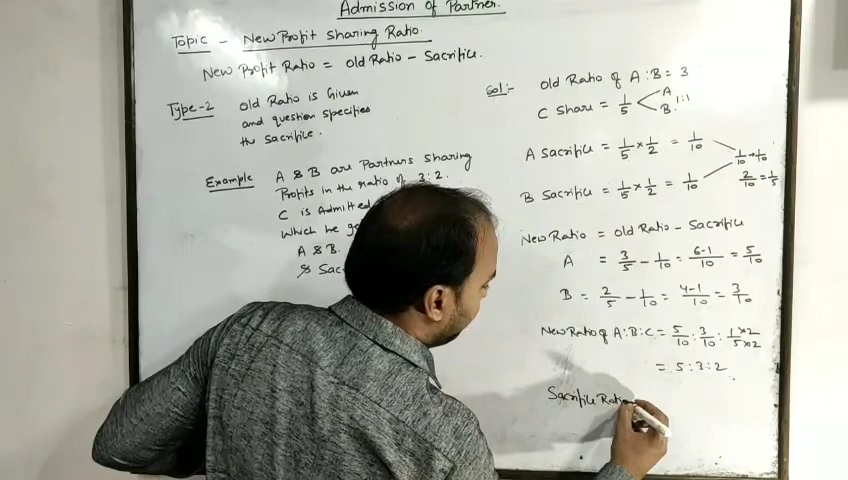 Admission of Partner.
Topic - New Profit Sharing Ratio.
New Profit Ratio = Old Ratio - Sacrifice.
Type-2 Old Ratio is Given
and question specifies
the Sacrifice.
Example A & B are Partners sharing
Profits in the ratio of 3:2.
C is Admitted
Which he
A & B.
Sol:- Old Ratio of A:B = 3
C Share = 1/5 < A B 1:1
A Sacrifice = 1/5 × 1/2 = 1/10
B Sacrifice = 1/5 × 1/2 = 1/10
1/10 + 1/10
2/10 = 1/5
New Ratio = Old Ratio - Sacrifice
A = 3/5 - 1/10 = 6-1/10 = 5/10
B = 2/5 - 1/10 = 4-1/10 = 3/10
New Ratio of A:B:C = 5/10 : 3/10 : 1×2/5×2
= 5:3:2
Sacrifice Ratio